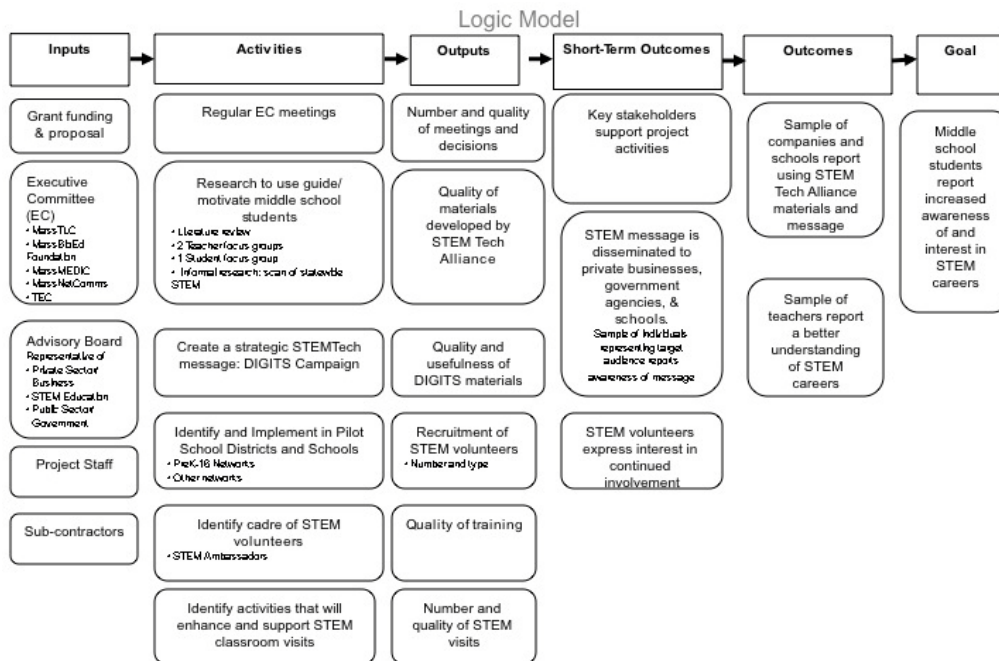 Logic Model
Inputs
Activities
Outputs
Short-Term Outcomes
Outcomes
Goal
Grant funding
& proposal
Executive
Committee
(EC)
• MassTLC
• MassBioEd
Foundation
• MassMEDIC
• MassNetComms
• TEC
Advisory Board
Representative of
• Private Sector/
Business
• STEM Education
• Public Sector/
Government
Project Staff
Sub-contractors
Regular EC meetings
Research to use guide/
motivate middle school
students
• Literature review
• 2 Teacher focus groups
• 1 Student focus group
• Informal research: scan of statewide
STEM
Create a strategic STEMTech
message: DIGITS Campaign
Identify and Implement in Pilot
School Districts and Schools
• PreK-16 Networks
• Other networks
Identify cadre of STEM
volunteers
• STEM Ambassadors
Identify activities that will
enhance and support STEM
classroom visits
Number and quality
of meetings and
decisions
Quality of
materials
developed by
STEM Tech
Alliance
Quality and
usefulness of
DIGITS materials
Recruitment of
STEM volunteers
• Number and type
Quality of training
Number and
quality of STEM
visits
Key stakeholders
support project
activities
STEM message is
disseminated to
private businesses,
government
agencies, &
schools.
Sample of individuals
representing target
audience reports
awareness of message
STEM volunteers
express interest in
continued
involvement
Sample of
companies and
schools report
using STEM
Tech Alliance
materials and
message
Sample of
teachers report
a better
understanding
of STEM
careers
Middle
school
students
report
increased
awareness
of and
interest in
STEM
careers